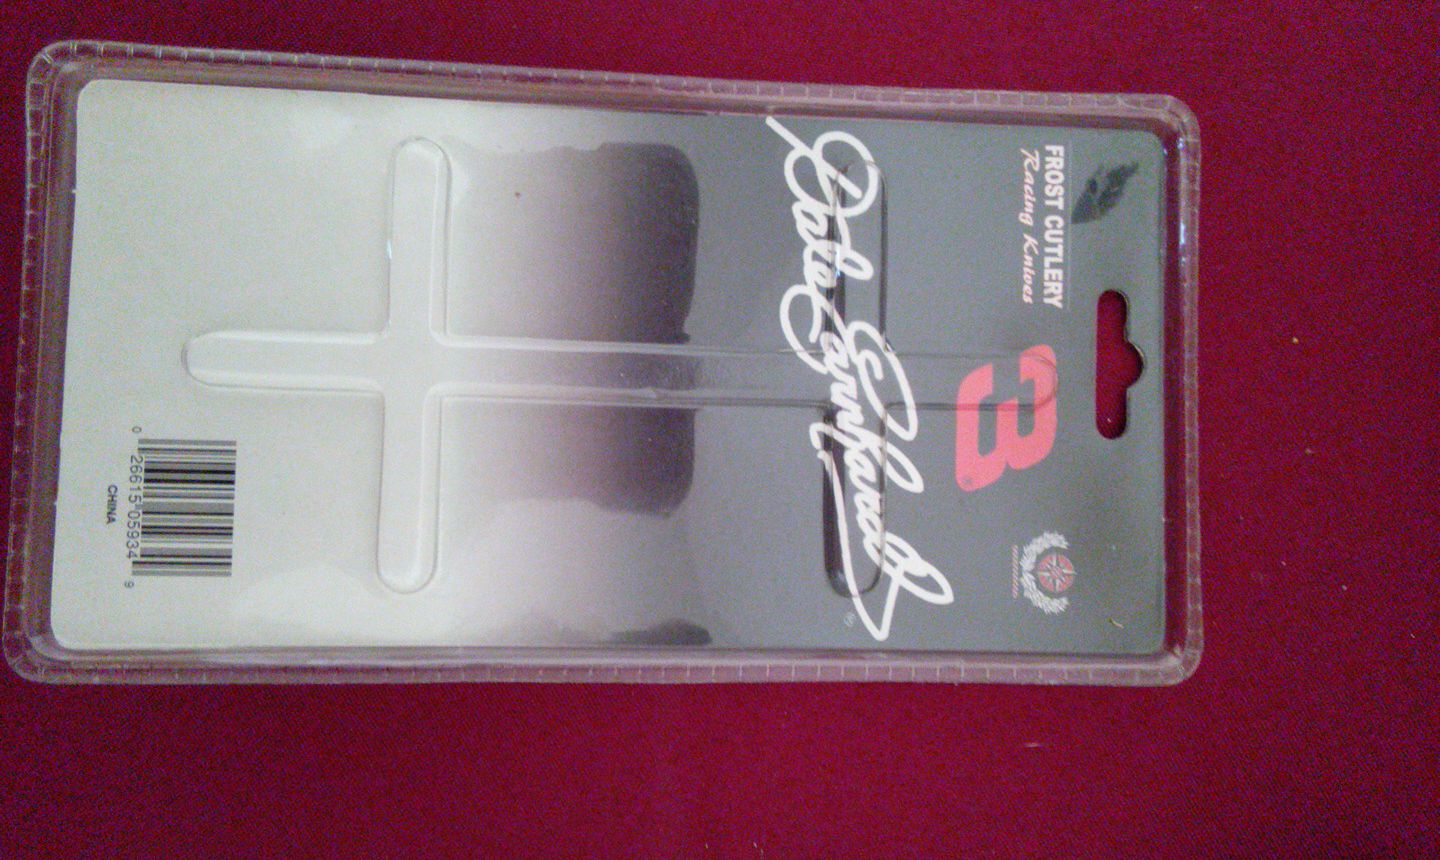 FROST CUTLERY
Racing Knives
3
®
Dale Earnhardt
®
0 26615 05934 9
CHINA